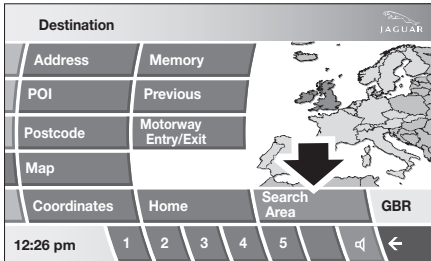 Destination
JAGUAR
Address
Memory
POI
Previous
Postcode
Motorway
Entry/Exit
Map
Coordinates
Home
Search
Area
GBR
12:26 pm
1
2
3
4
5